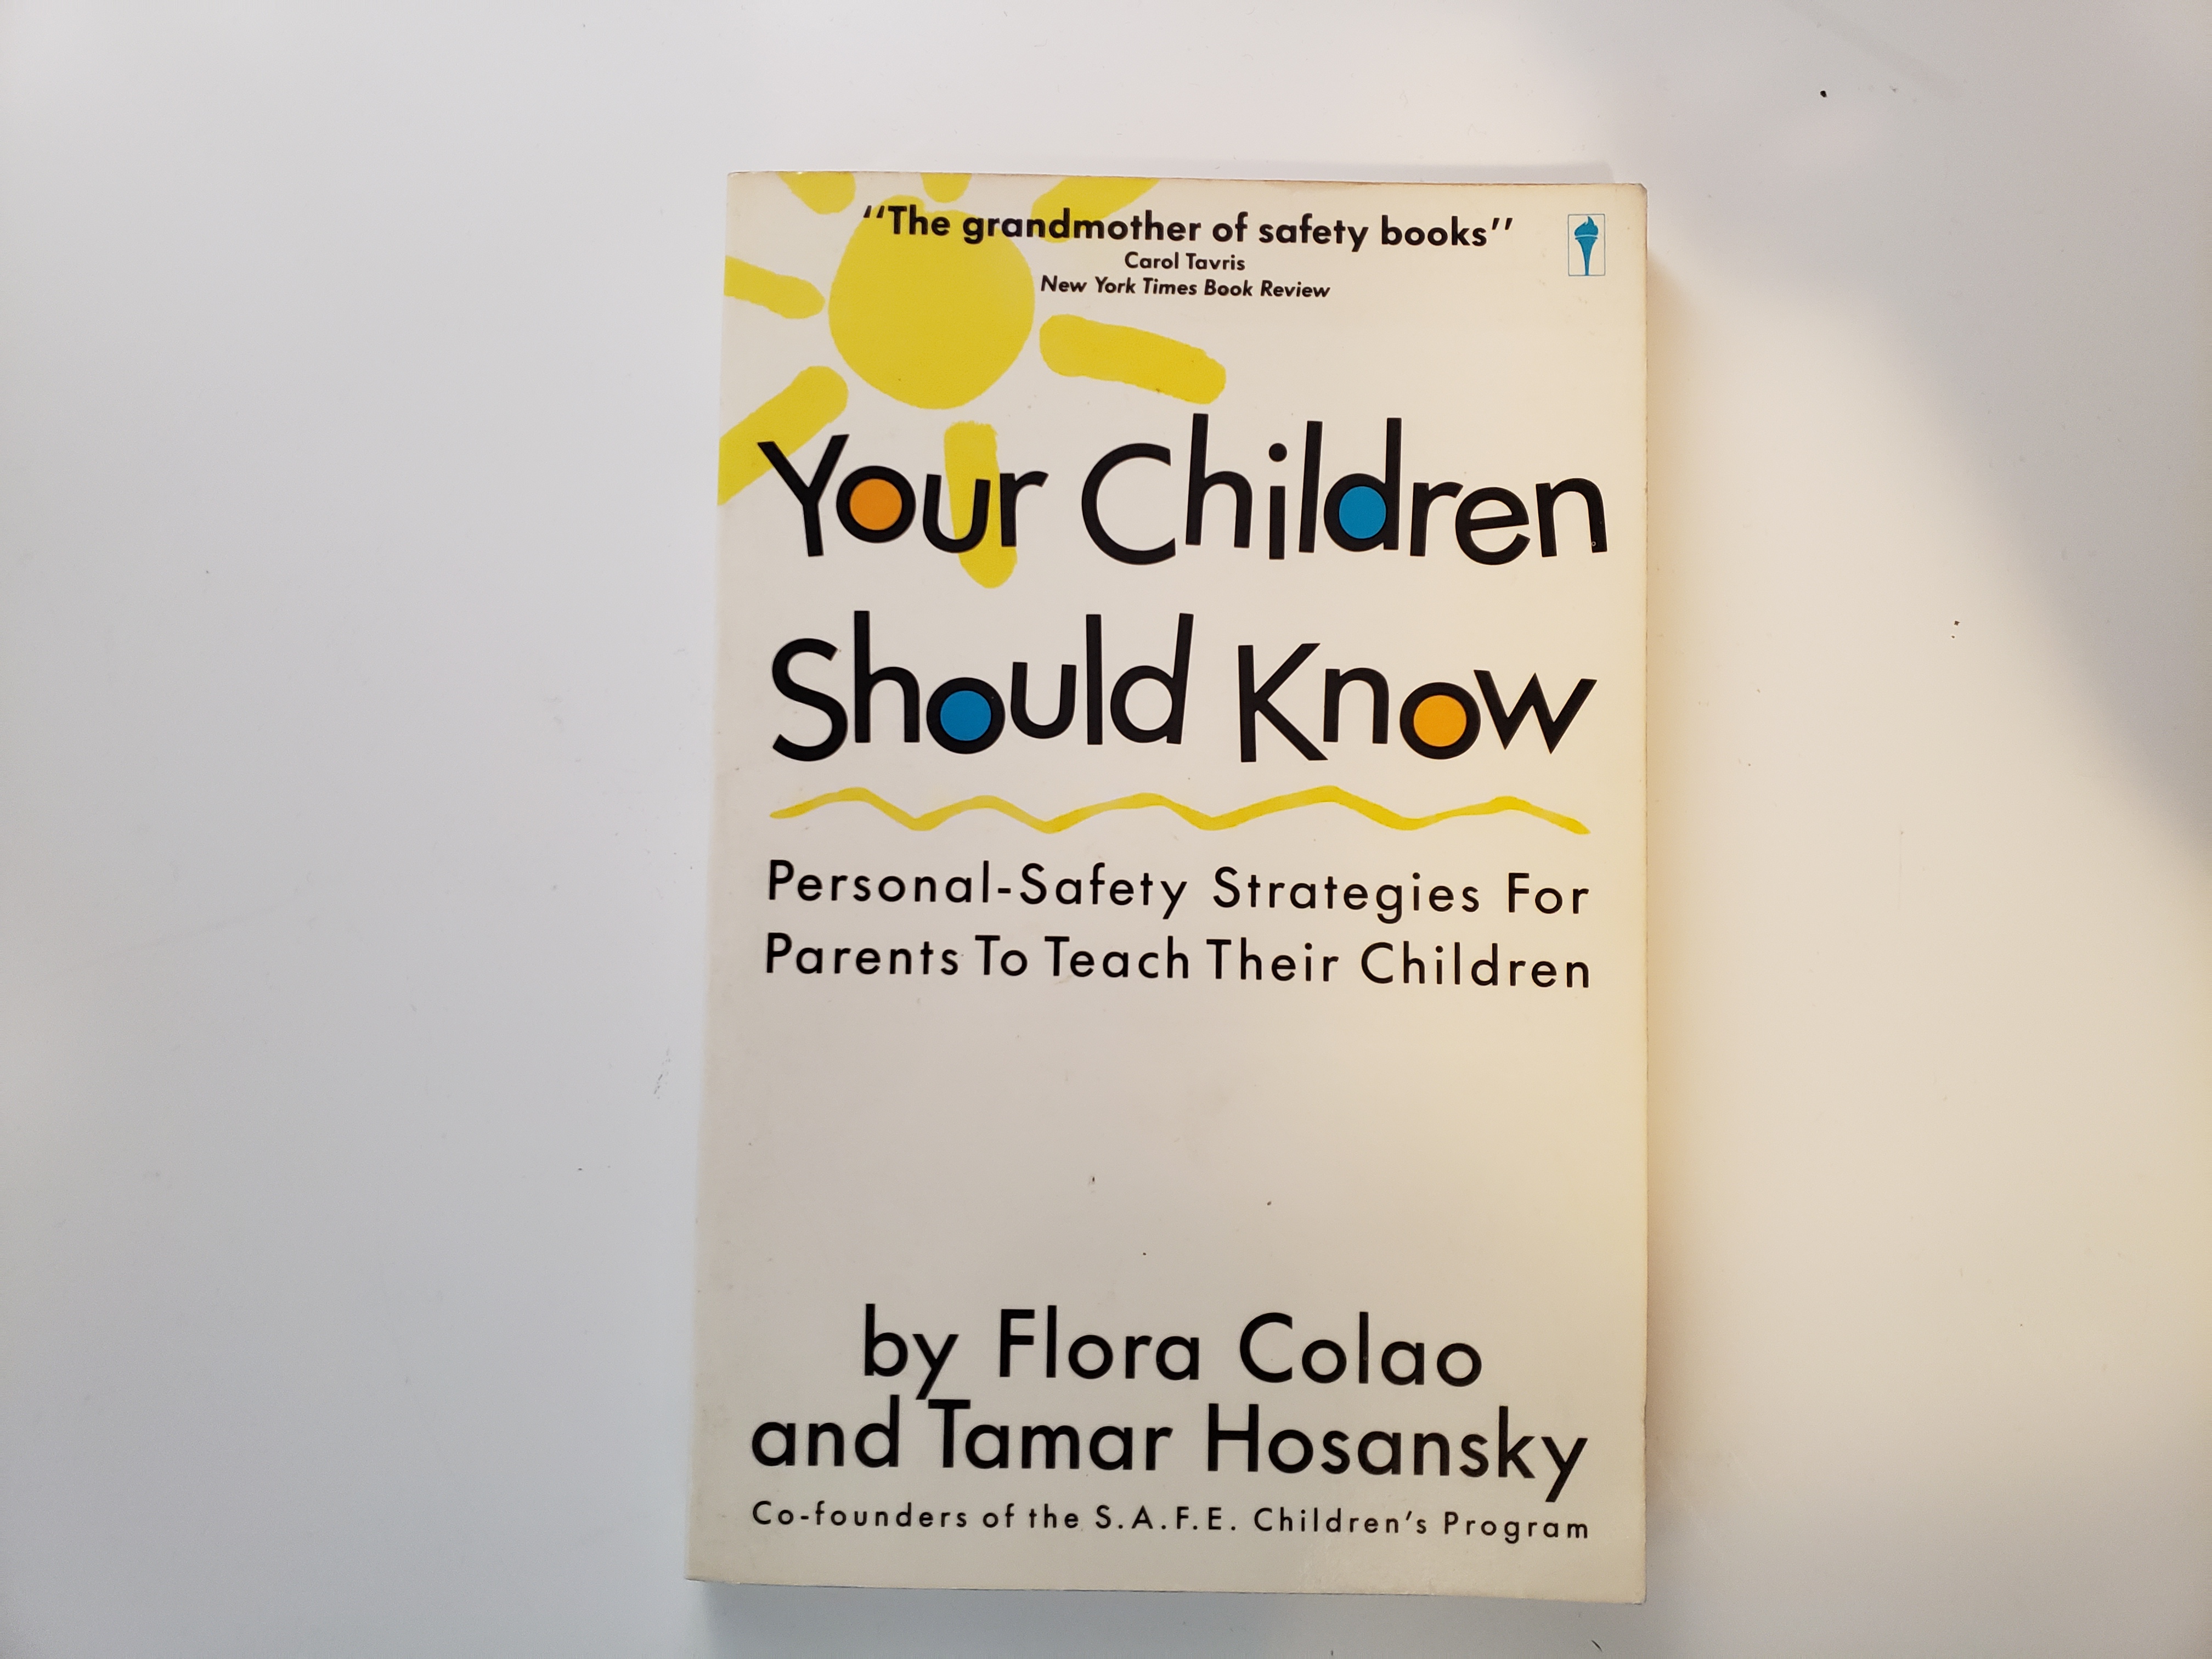 “The grandmother of safety books”
Carol Tavris
New York Times Book Review
Your Children
Should Know
Personal-Safety Strategies For
Parents To Teach Their Children
by Flora Colao
and Tamar Hosansky
Co-founders of the S.A.F.E. Children’s Program